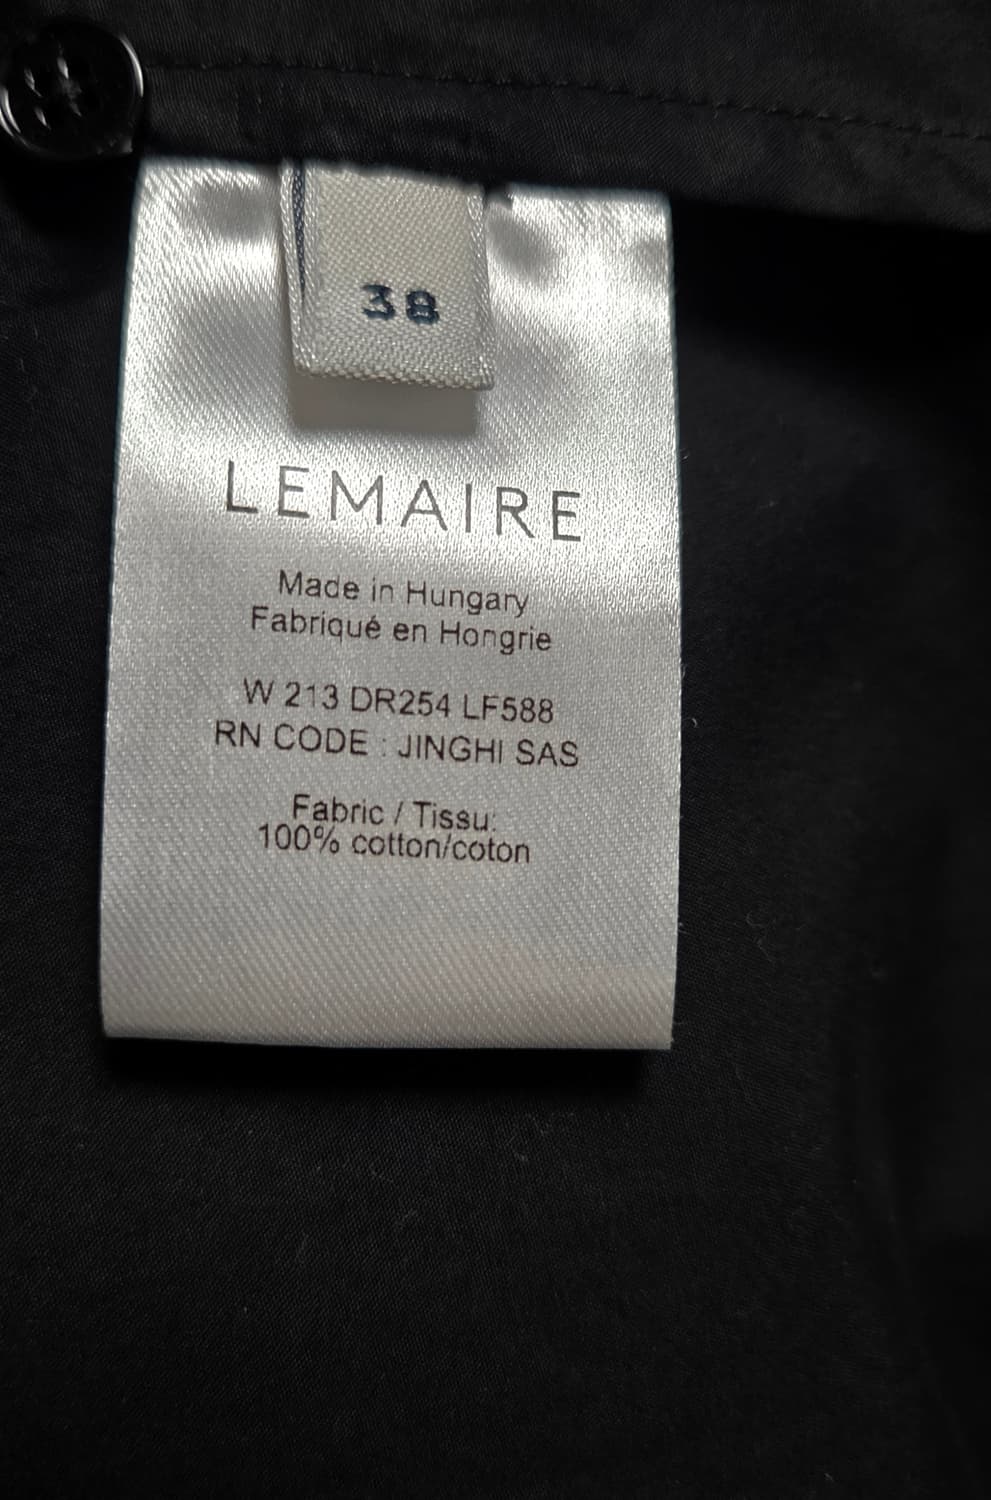 38
LEMAIRE
Made in Hungary
Fabriqué en Hongrie
W 213 DR254 LF588
RN CODE : JINGHI SAS
Fabric / Tissu:
100% cotton/coton